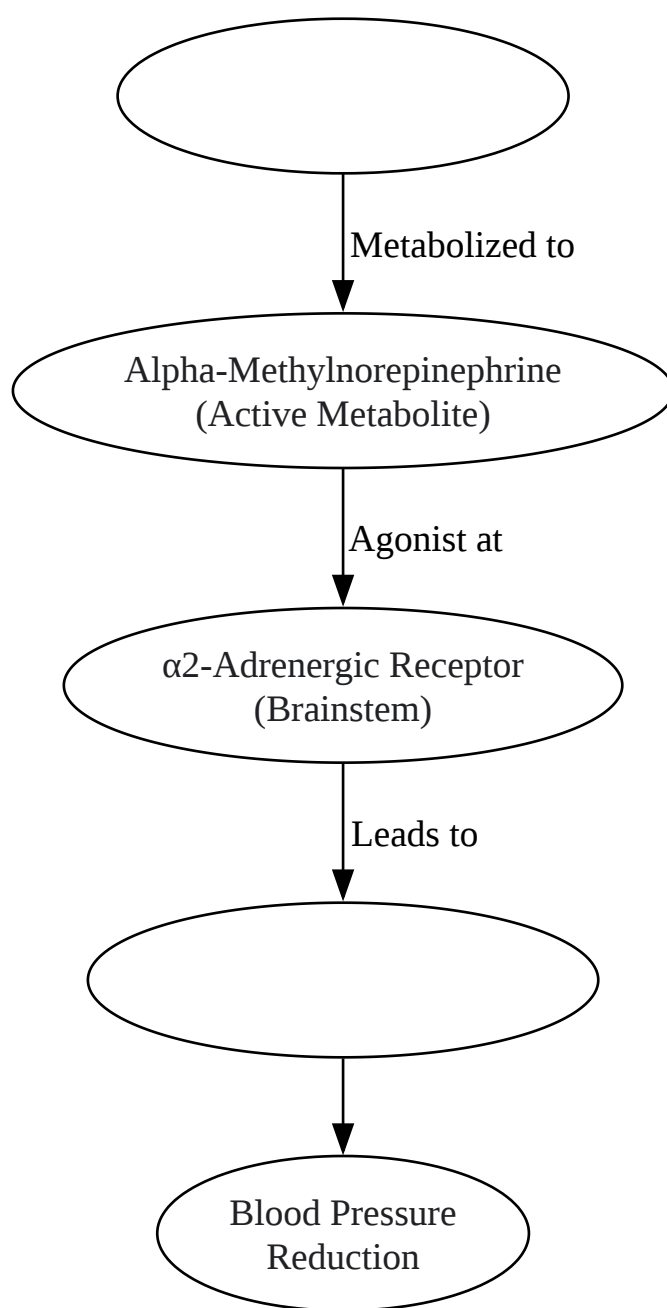 Metabolized to
Alpha-Methylnorepinephrine
(Active Metabolite)
Agonist at
α2-Adrenergic Receptor
(Brainstem)
Leads to
Blood Pressure
Reduction